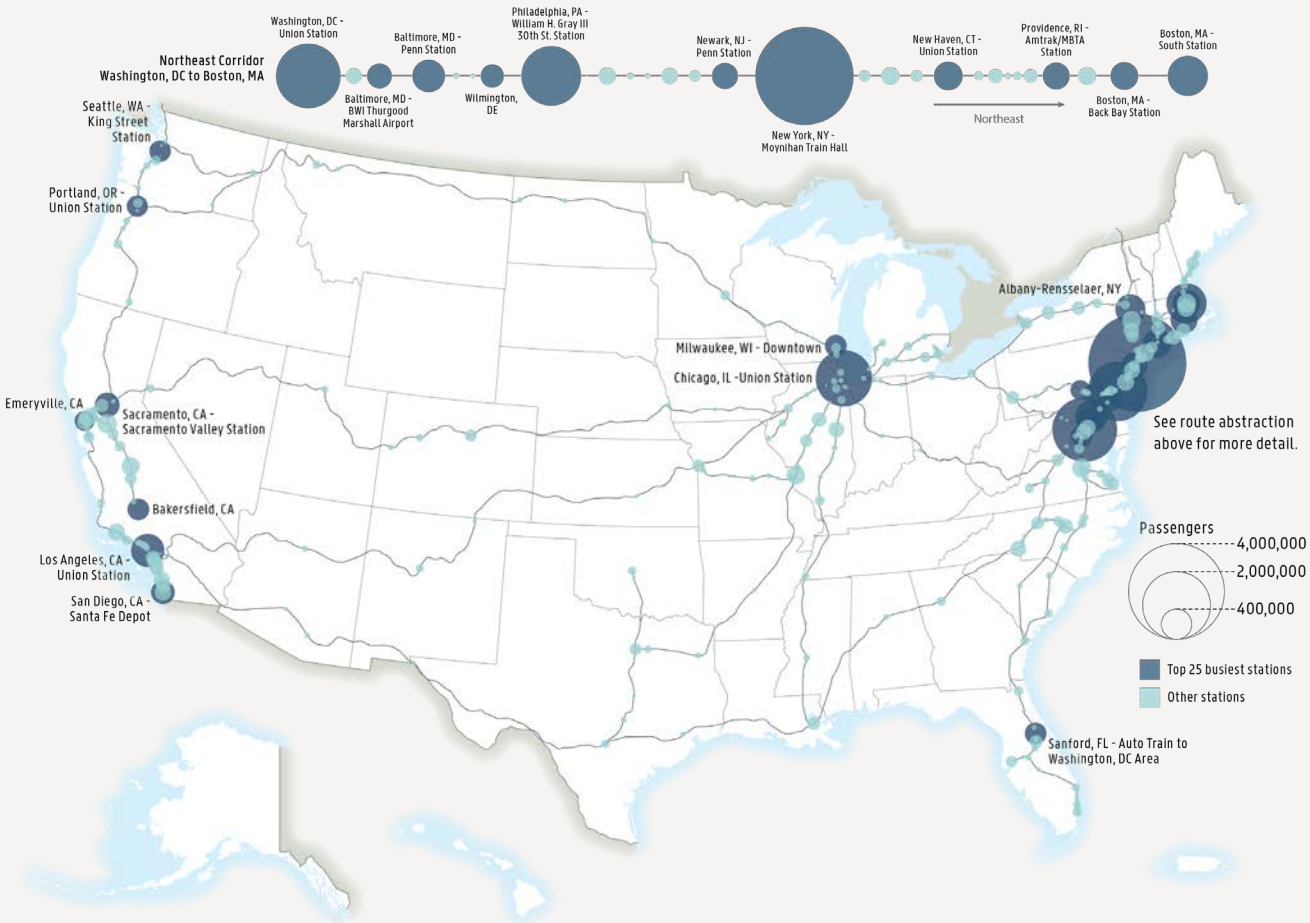 Northeast Corridor
Washington, DC to Boston, MA
Washington, DC -
Union Station
Baltimore, MD -
BWI Thurgood
Marshall Airport
Baltimore, MD -
Penn Station
Wilmington,
DE
Philadelphia, PA -
William H. Gray III
30th St. Station
Newark, NJ -
Penn Station
New York, NY -
Moynihan Train Hall
New Haven, CT -
Union Station
Northeast
Providence, RI -
Amtrak/MBTA
Station
Boston, MA -
Back Bay Station
Boston, MA -
South Station
Seattle, WA -
King Street
Station
Portland, OR -
Union Station
Albany-Rensselaer, NY
Milwaukee, WI - Downtown
Chicago, IL -Union Station
Emeryville, CA
Sacramento, CA -
Sacramento Valley Station
See route abstraction
above for more detail.
Bakersfield, CA
Los Angeles, CA -
Union Station
San Diego, CA -
Santa Fe Depot
Passengers
4,000,000
2,000,000
400,000
Top 25 busiest stations
Other stations
Sanford, FL - Auto Train to
Washington, DC Area